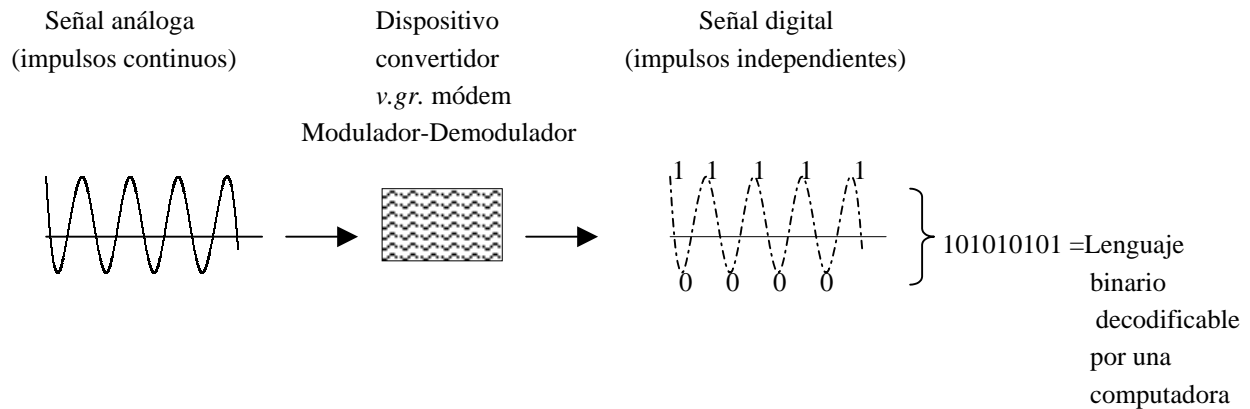 Señal análoga
(impulsos continuos)
Dispositivo
convertidor
v.gr. módem
Modulador-Demodulador
Señal digital
(impulsos independientes)
1 1 1 1 1
0 0 0 0
101010101 =Lenguaje
binario
decodificable
por una
computadora